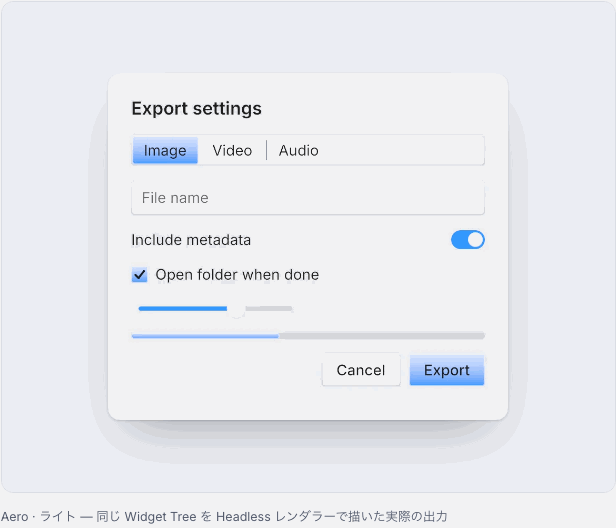 Export settings
Image Video Audio
File name
Include metadata
Open folder when done
Cancel Export
Aero · ライト — 同じ Widget Tree を Headless レンダラーで描いた実際の出力